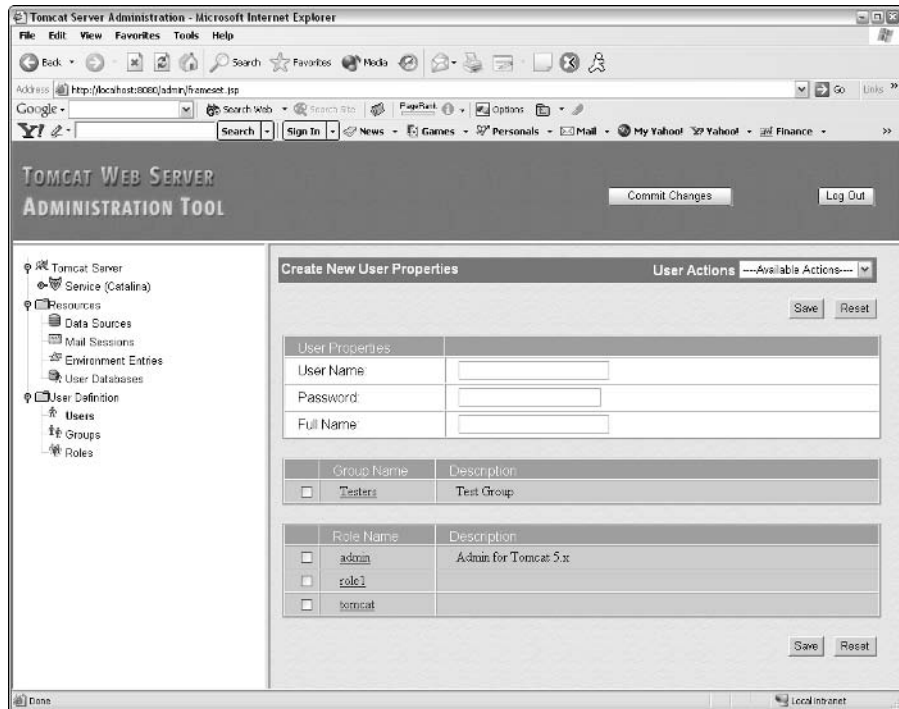 Tomcat Server Administration - Microsoft Internet Explorer
File Edit View Favorites Tools Help
Back Search Favorites Media
Address http://localhost:8080/admin/frameset.jsp Go Links »
Google Search Web Search Site PageRank Options
Y! Search Sign In News Games Personals Mail My Yahoo! Yahoo! Finance »
TOMCAT WEB SERVER
ADMINISTRATION TOOL
Commit Changes Log Out
Tomcat Server
Service (Catalina)
Resources
Data Sources
Mail Sessions
Environment Entries
User Databases
User Definition
Users
Groups
Roles
Create New User Properties User Actions ----Available Actions----
Save Reset
User Properties
User Name:
Password:
Full Name:
Group Name Description
Testers Test Group
Role Name Description
admin Admin for Tomcat 5.x
role1
tomcat
Save Reset
Done Local intranet